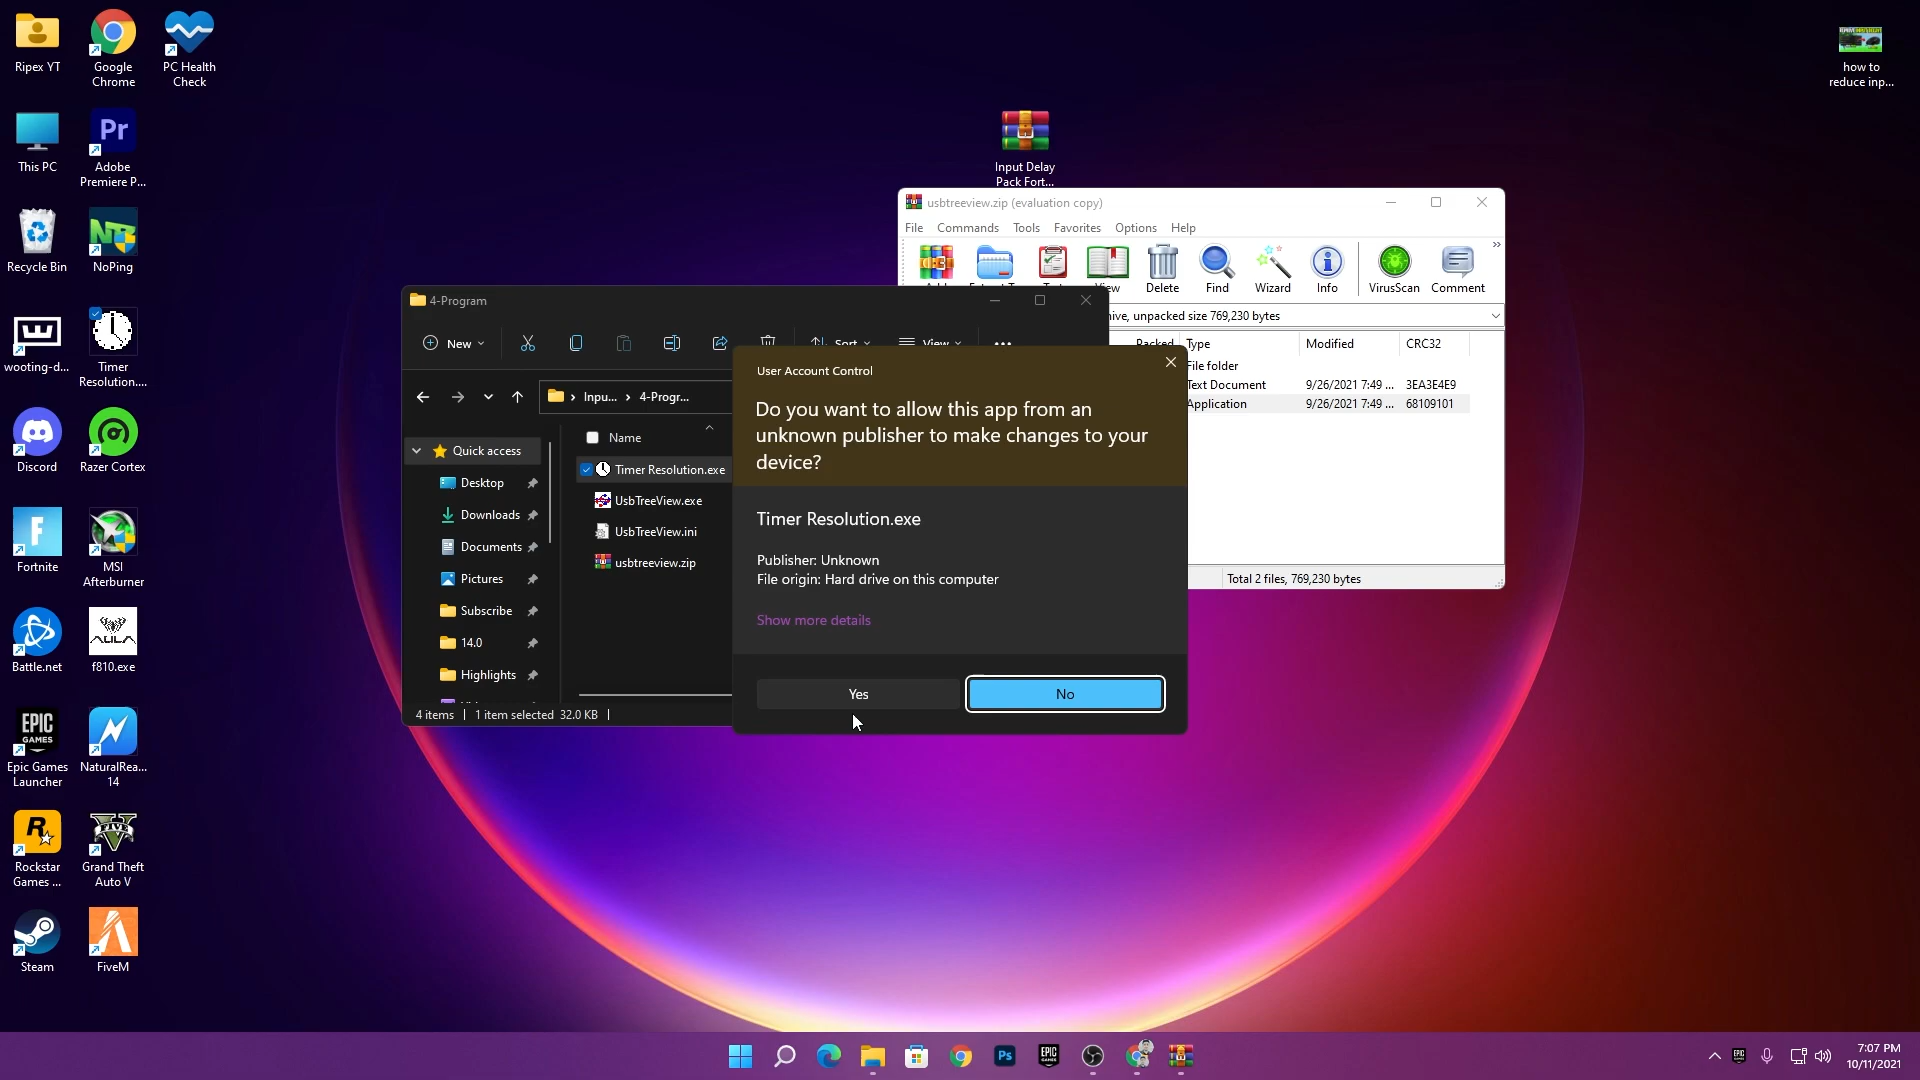 Ripex YT
Google
Chrome
PC Health
Check
This PC
Pr
Adobe
Premiere P...
Recycle Bin
NoPing
wooting-d...
Timer
Resolution....
Discord
Razer Cortex
Fortnite
MSI
Afterburner
Battle.net
AULA
f810.exe
EPIC
GAMES
Epic Games
Launcher
NaturalRea...
14
Rockstar
Games ...
Grand Theft
Auto V
Steam
FiveM
how to
reduce inp...
Input Delay
Pack Fort...
usbtreeview.zip (evaluation copy)
File Commands Tools Favorites Options Help
View Delete Find Wizard Info VirusScan Comment
unpacked size 769,230 bytes
Packed Type Modified CRC32
File folder
Text Document 9/26/2021 7:49 ... 3EA3E4E9
Application 9/26/2021 7:49 ... 68109101
Total 2 files, 769,230 bytes
4-Program
New Sort View
Inpu... › 4-Progr...
Name
Quick access
Desktop
Downloads
Documents
Pictures
Subscribe
14.0
Highlights
Timer Resolution.exe
UsbTreeView.exe
UsbTreeView.ini
usbtreeview.zip
4 items 1 item selected 32.0 KB
User Account Control
Do you want to allow this app from an
unknown publisher to make changes to your
device?
Timer Resolution.exe
Publisher: Unknown
File origin: Hard drive on this computer
Show more details
Yes No
Ps
7:07 PM
10/11/2021